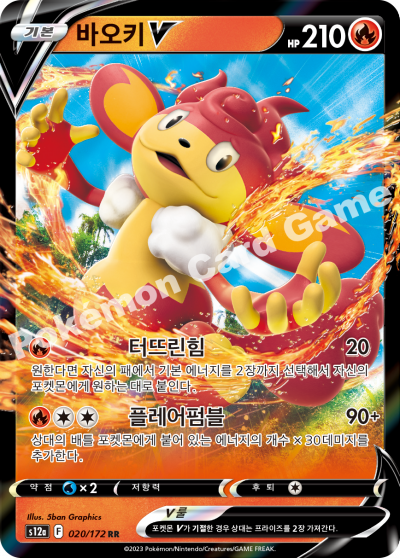 기본 바오키 V HP 210
Pokémon Card Game
터뜨린힘 20
원한다면 자신의 패에서 기본 에너지를 2장까지 선택해서 자신의
포켓몬에게 원하는 대로 붙인다.
플레어펌블 90+
상대의 배틀 포켓몬에게 붙어 있는 에너지의 개수 ×30데미지를
추가한다.
약점 ×2 저항력 후퇴
Illus. 5ban Graphics
V룰
s12a F 020/172 RR
포켓몬 V가 기절한 경우 상대는 프라이즈를 2장 가져간다.
©2023 Pokémon/Nintendo/Creatures/GAME FREAK.